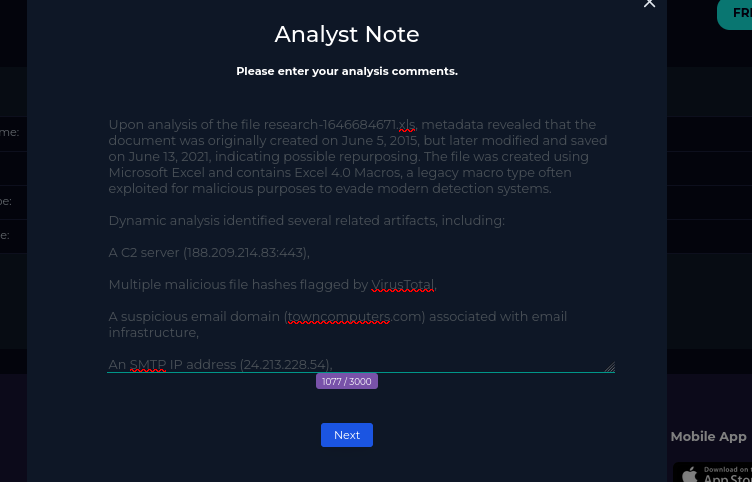 FRE
Analyst Note
Please enter your analysis comments.
Upon analysis of the file research-1646684671.xls, metadata revealed that the
me:
document was originally created on June 5, 2015, but later modified and saved
on June 13, 2021, indicating possible repurposing. The file was created using
Microsoft Excel and contains Excel 4.0 Macros, a legacy macro type often
exploited for malicious purposes to evade modern detection systems.
pe:
Dynamic analysis identified several related artifacts, including:
e:
A C2 server (188.209.214.83:443),
Multiple malicious file hashes flagged by VirusTotal,
A suspicious email domain (towncomputers.com) associated with email
infrastructure,
An SMTP IP address (24.213.228.54),
1077 / 3000
Next
Mobile App
Download on t
App Sto